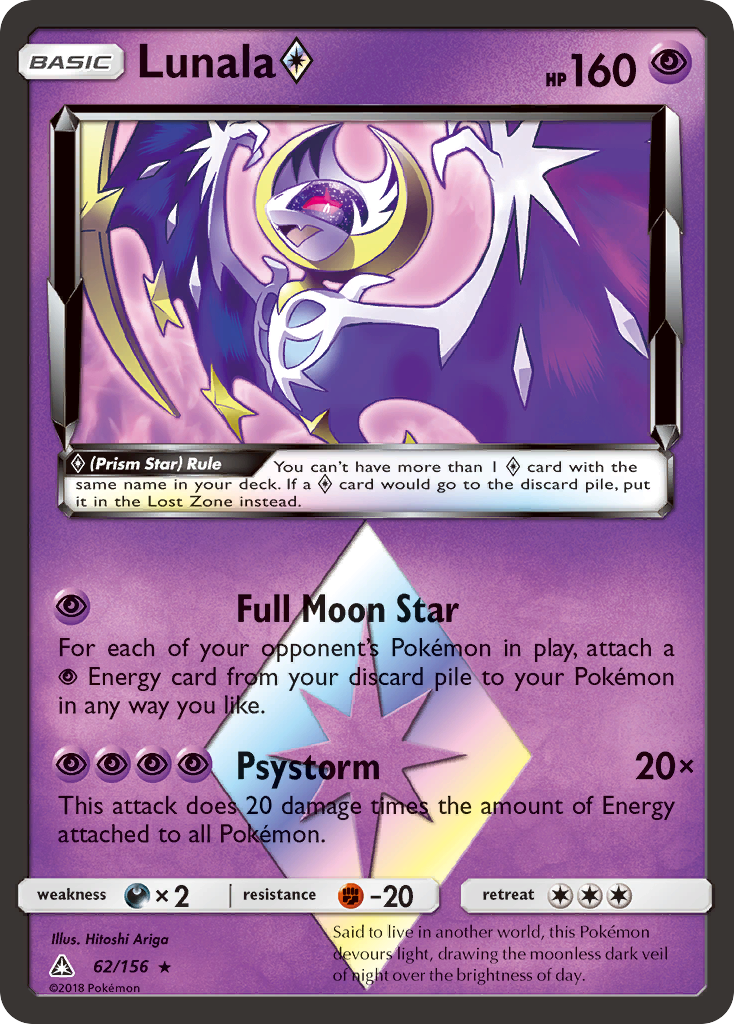 BASIC Lunala HP 160
(Prism Star) Rule You can't have more than 1 card with the
same name in your deck. If a card would go to the discard pile, put
it in the Lost Zone instead.
Full Moon Star
For each of your opponent's Pokémon in play, attach a
Energy card from your discard pile to your Pokémon
in any way you like.
Psystorm 20×
This attack does 20 damage times the amount of Energy
attached to all Pokémon.
weakness × 2 resistance -20 retreat
Illus. Hitoshi Ariga
62/156 ★
©2018 Pokémon
Said to live in another world, this Pokémon
devours light, drawing the moonless dark veil
of night over the brightness of day.